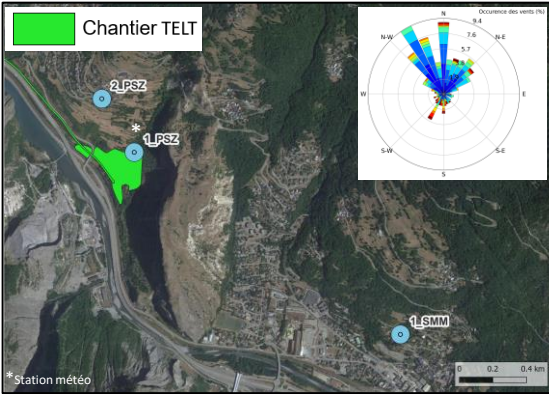 Chantier TELT
Occurence des vents (%)
N
9.4
7.6
5.7
N-W
N-E
W
E
S-W
S-E
S
2_PSZ
*
1_PSZ
1_SMM
*Station météo
0 0.2 0.4 km